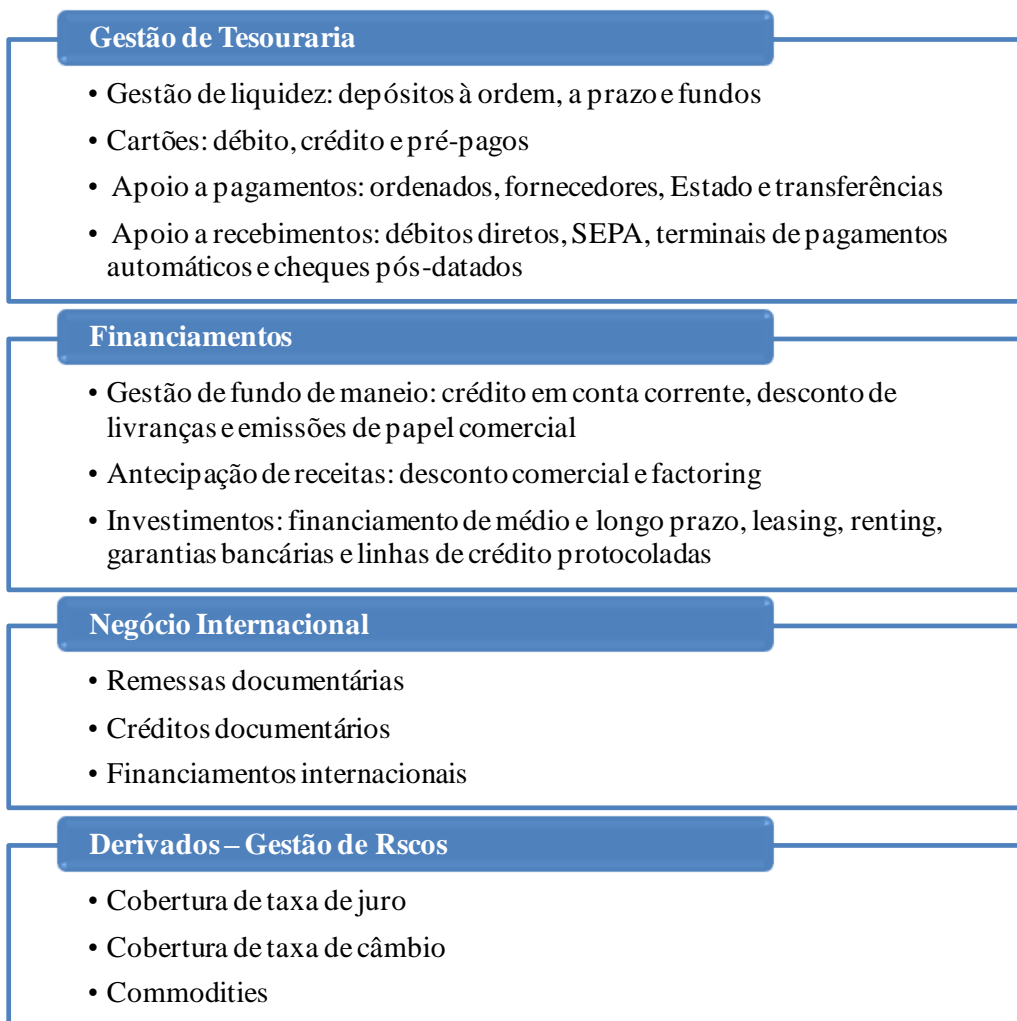 Gestão de Tesouraria
• Gestão de liquidez: depósitos à ordem, a prazo e fundos
• Cartões: débito, crédito e pré-pagos
• Apoio a pagamentos: ordenados, fornecedores, Estado e transferências
• Apoio a recebimentos: débitos diretos, SEPA, terminais de pagamentos
automáticos e cheques pós-datados
Financiamentos
• Gestão de fundo de maneio: crédito em conta corrente, desconto de
livranças e emissões de papel comercial
• Antecipação de receitas: desconto comercial e factoring
• Investimentos: financiamento de médio e longo prazo, leasing, renting,
garantias bancárias e linhas de crédito protocoladas
Negócio Internacional
• Remessas documentárias
• Créditos documentários
• Financiamentos internacionais
Derivados – Gestão de Rscos
• Cobertura de taxa de juro
• Cobertura de taxa de câmbio
• Commodities